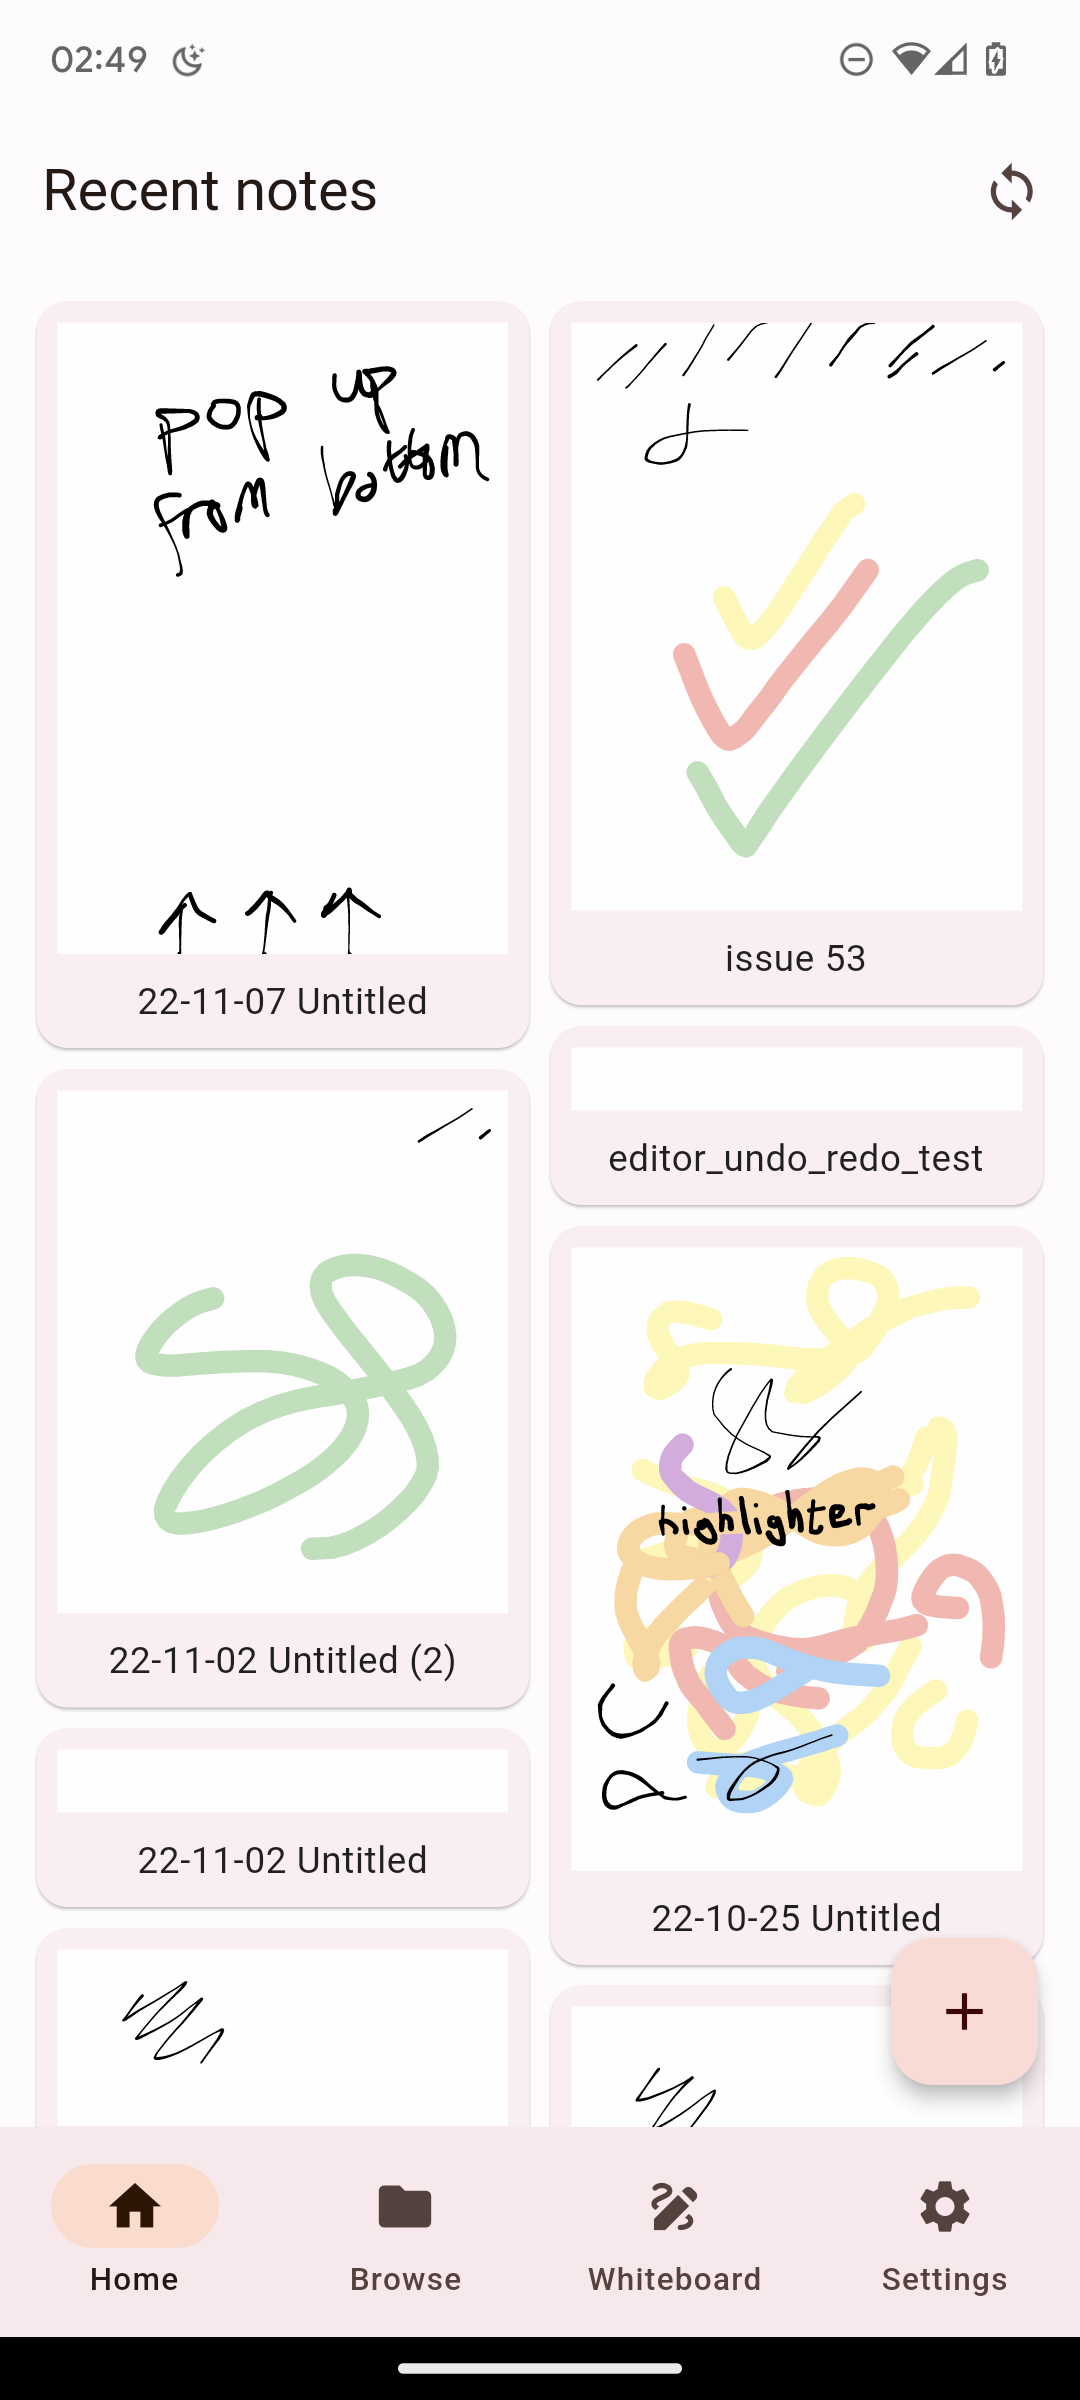 02:49
Recent notes
pop up
from bottom
22-11-07 Untitled
issue 53
editor_undo_redo_test
22-11-02 Untitled (2)
highlighter
22-11-02 Untitled
22-10-25 Untitled
Home
Browse
Whiteboard
Settings